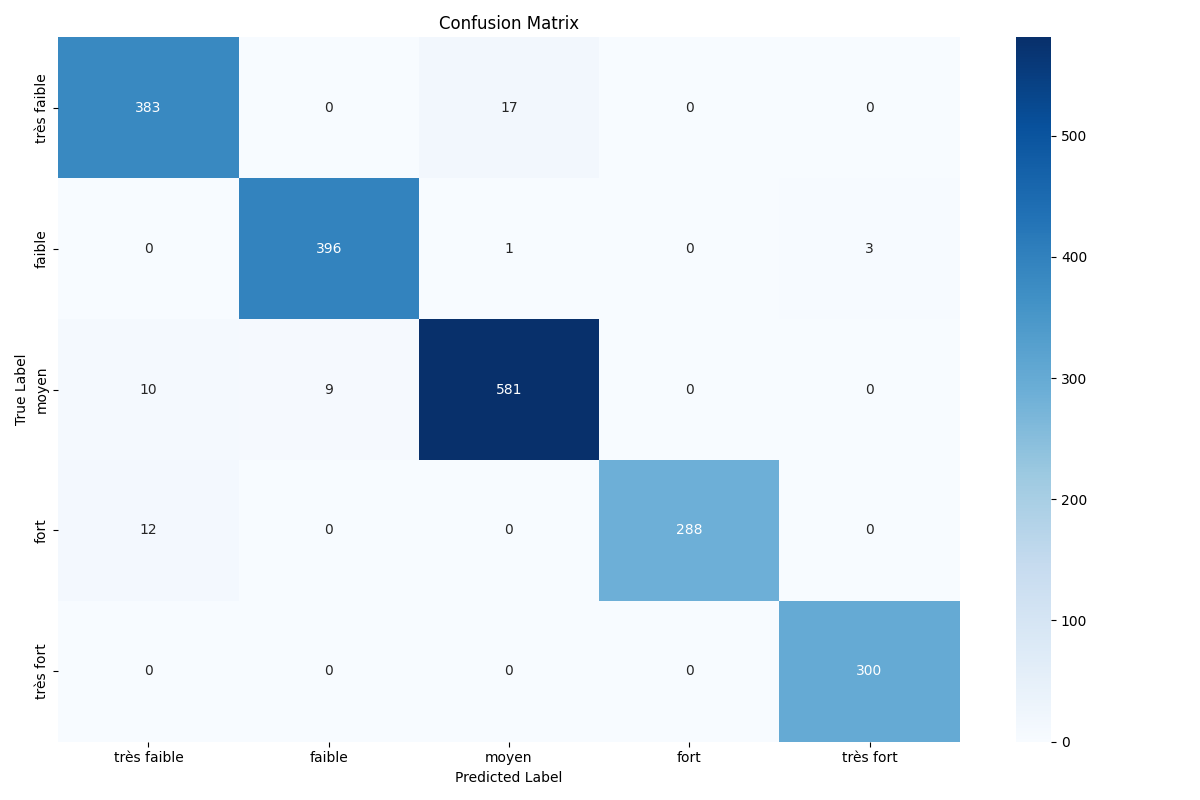 Confusion Matrix
très faible
383 0 17 0 0
faible
0 396 1 0 3
moyen
10 9 581 0 0
fort
12 0 0 288 0
très fort
0 0 0 0 300
True Label
très faible faible moyen fort très fort
Predicted Label
500
400
300
200
100
0